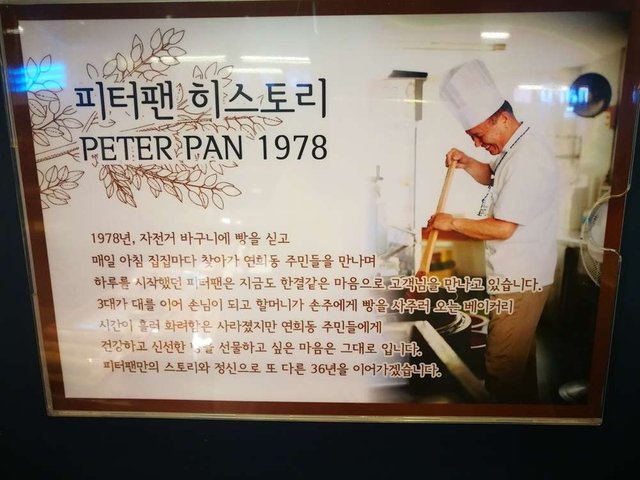 피터팬 히스토리
PETER PAN 1978
1978년, 자전거 바구니에 빵을 싣고
매일 아침 집집마다 찾아가 연희동 주민들을 만나며
하루를 시작했던 피터팬은 지금도 한결같은 마음으로 고객님을 만나고 있습니다.
3대가 대를 이어 손님이 되고 할머니가 손주에게 빵을 사주러 오는 베이커리
시간이 흘러 화려함은 사라졌지만 연희동 주민들에게
건강하고 신선한 빵을 선물하고 싶은 마음은 그대로 입니다.
피터팬만의 스토리와 정신으로 또 다른 36년을 이어가겠습니다.